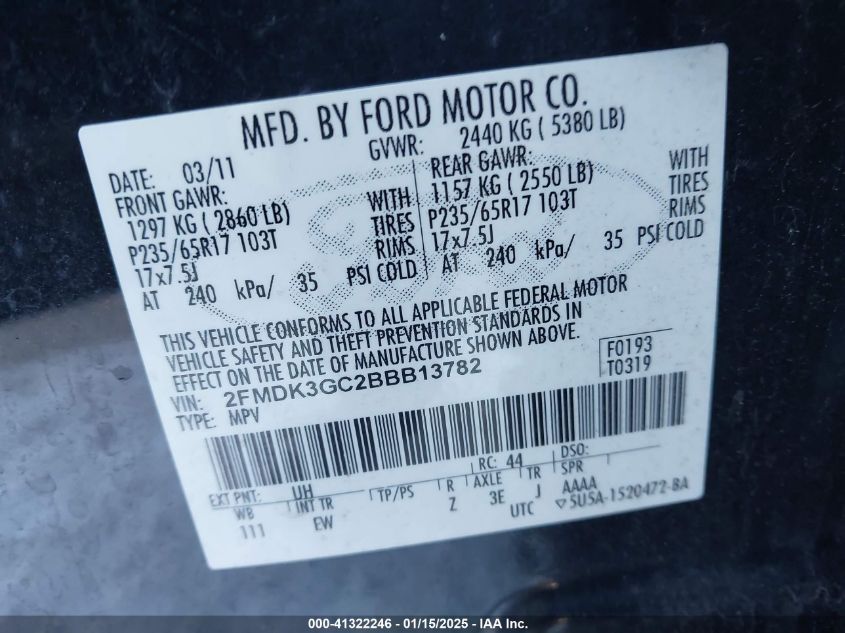 MFD. BY FORD MOTOR CO.
DATE: 03/11 GVWR: 2440 KG ( 5380 LB)
FRONT GAWR: REAR GAWR:
1297 KG ( 2860 LB) WITH 1157 KG ( 2550 LB) WITH
P235/65R17 103T TIRES P235/65R17 103T TIRES
17x7.5J RIMS 17x7.5J RIMS
AT 240 kPa/ 35 PSI COLD AT 240 kPa/ 35 PSI COLD
THIS VEHICLE CONFORMS TO ALL APPLICABLE FEDERAL MOTOR
VEHICLE SAFETY AND THEFT PREVENTION STANDARDS IN
EFFECT ON THE DATE OF MANUFACTURE SHOWN ABOVE.
VIN: 2FMDK3GC2BBB13782 F0193
TYPE: MPV T0319
EXT PNT: UH RC: 44 DSO:
WB INT TR TP/PS R AXLE TR SPR
111 EW Z 3E J AAAA
UTC ▽5U5A-1520472-BA
000-41322246 - 01/15/2025 - IAA Inc.